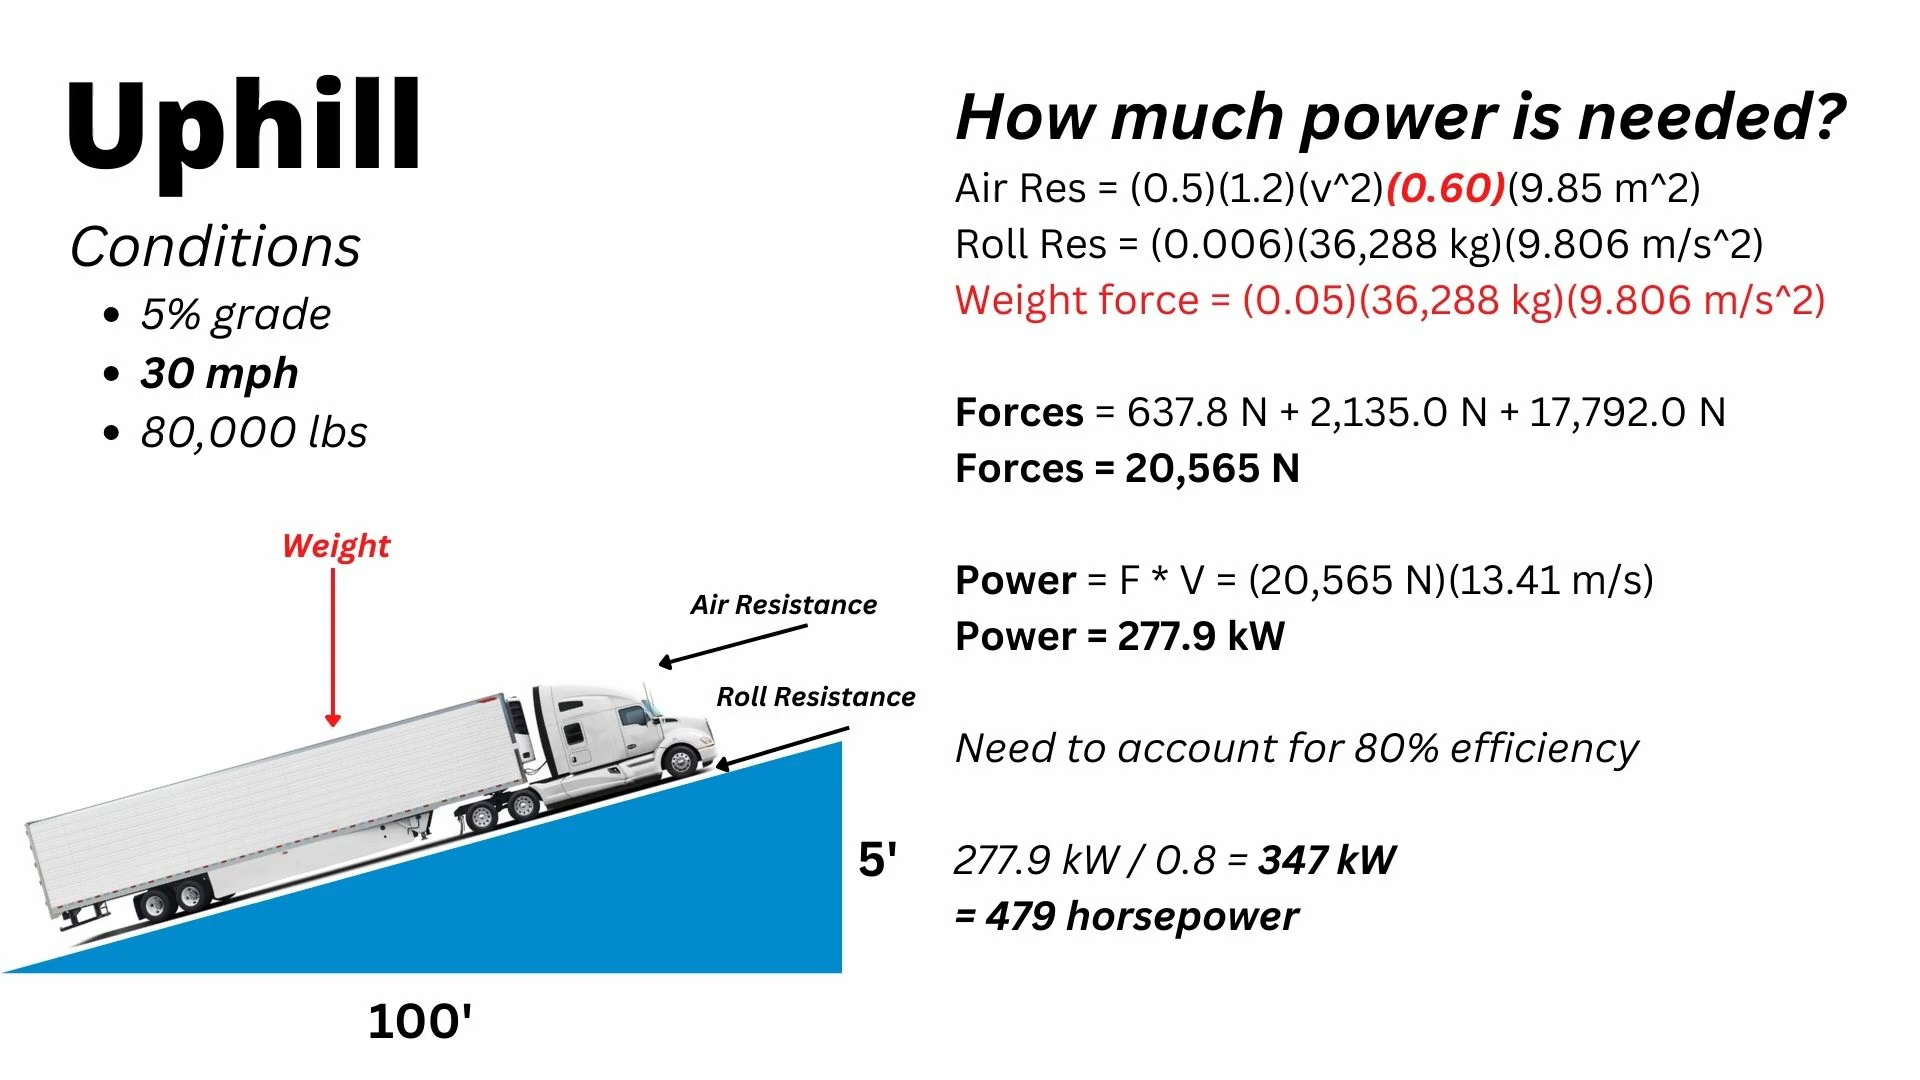 Uphill
Conditions
• 5% grade
• 30 mph
• 80,000 lbs
Weight
Air Resistance
Roll Resistance
5'
100'
How much power is needed?
Air Res = (0.5)(1.2)(v^2)(0.60)(9.85 m^2)
Roll Res = (0.006)(36,288 kg)(9.806 m/s^2)
Weight force = (0.05)(36,288 kg)(9.806 m/s^2)
Forces = 637.8 N + 2,135.0 N + 17,792.0 N
Forces = 20,565 N
Power = F * V = (20,565 N)(13.41 m/s)
Power = 277.9 kW
Need to account for 80% efficiency
277.9 kW / 0.8 = 347 kW
= 479 horsepower